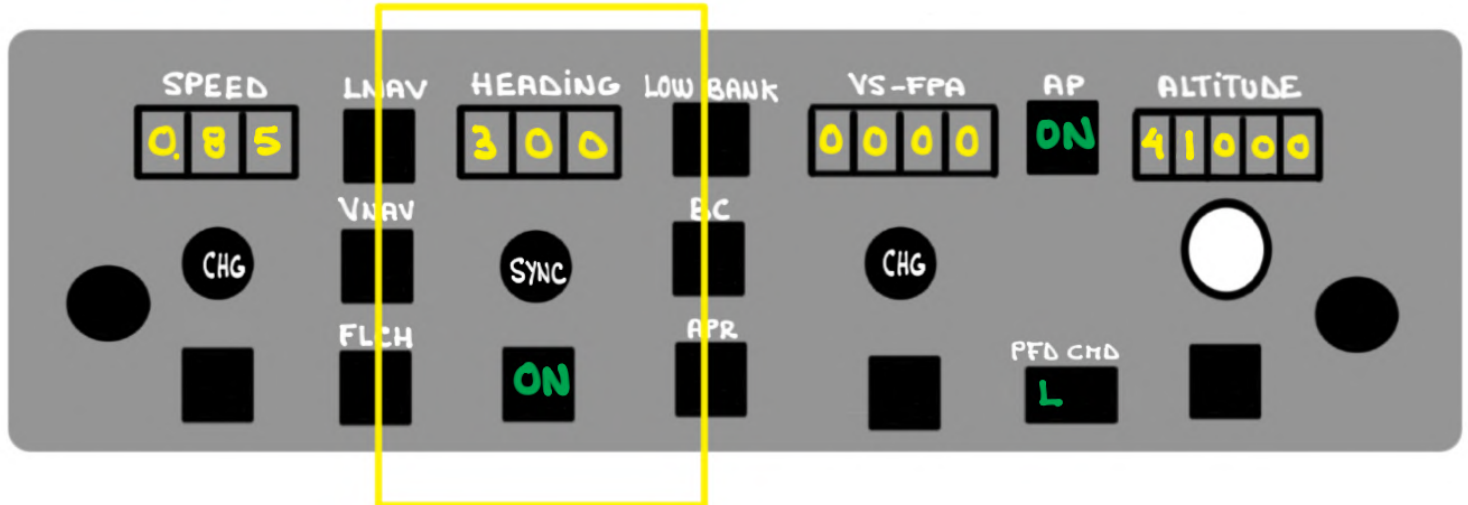 SPEED LNAV HEADING LOW BANK VS-FPA AP ALTITUDE
0.85 300 0000 ON 41000
VNAV BC
CHG SYNC CHG
FLCH APR
PFD CMD
ON L